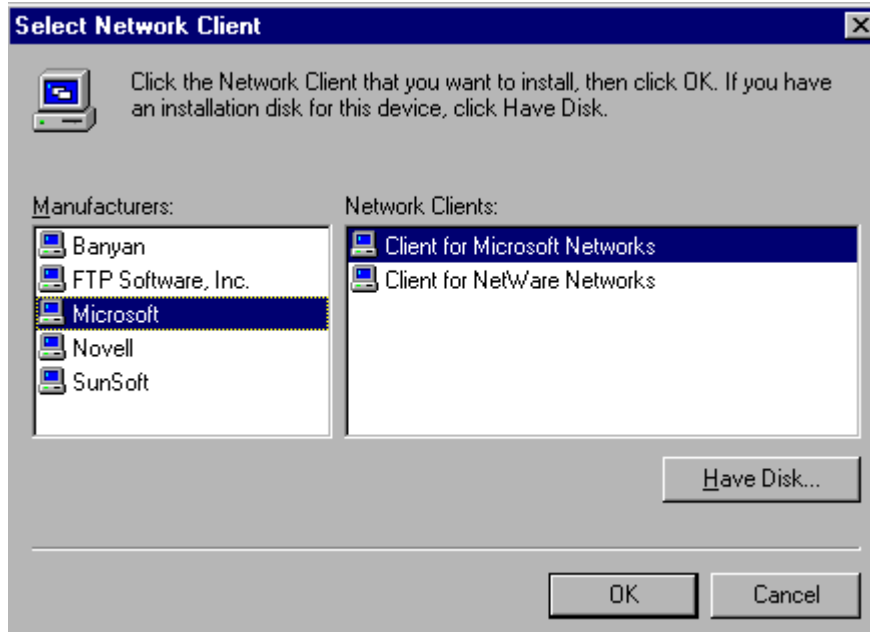 Select Network Client
Click the Network Client that you want to install, then click OK. If you have
an installation disk for this device, click Have Disk.
Manufacturers:
Banyan
FTP Software, Inc.
Microsoft
Novell
SunSoft
Network Clients:
Client for Microsoft Networks
Client for NetWare Networks
Have Disk...
OK
Cancel